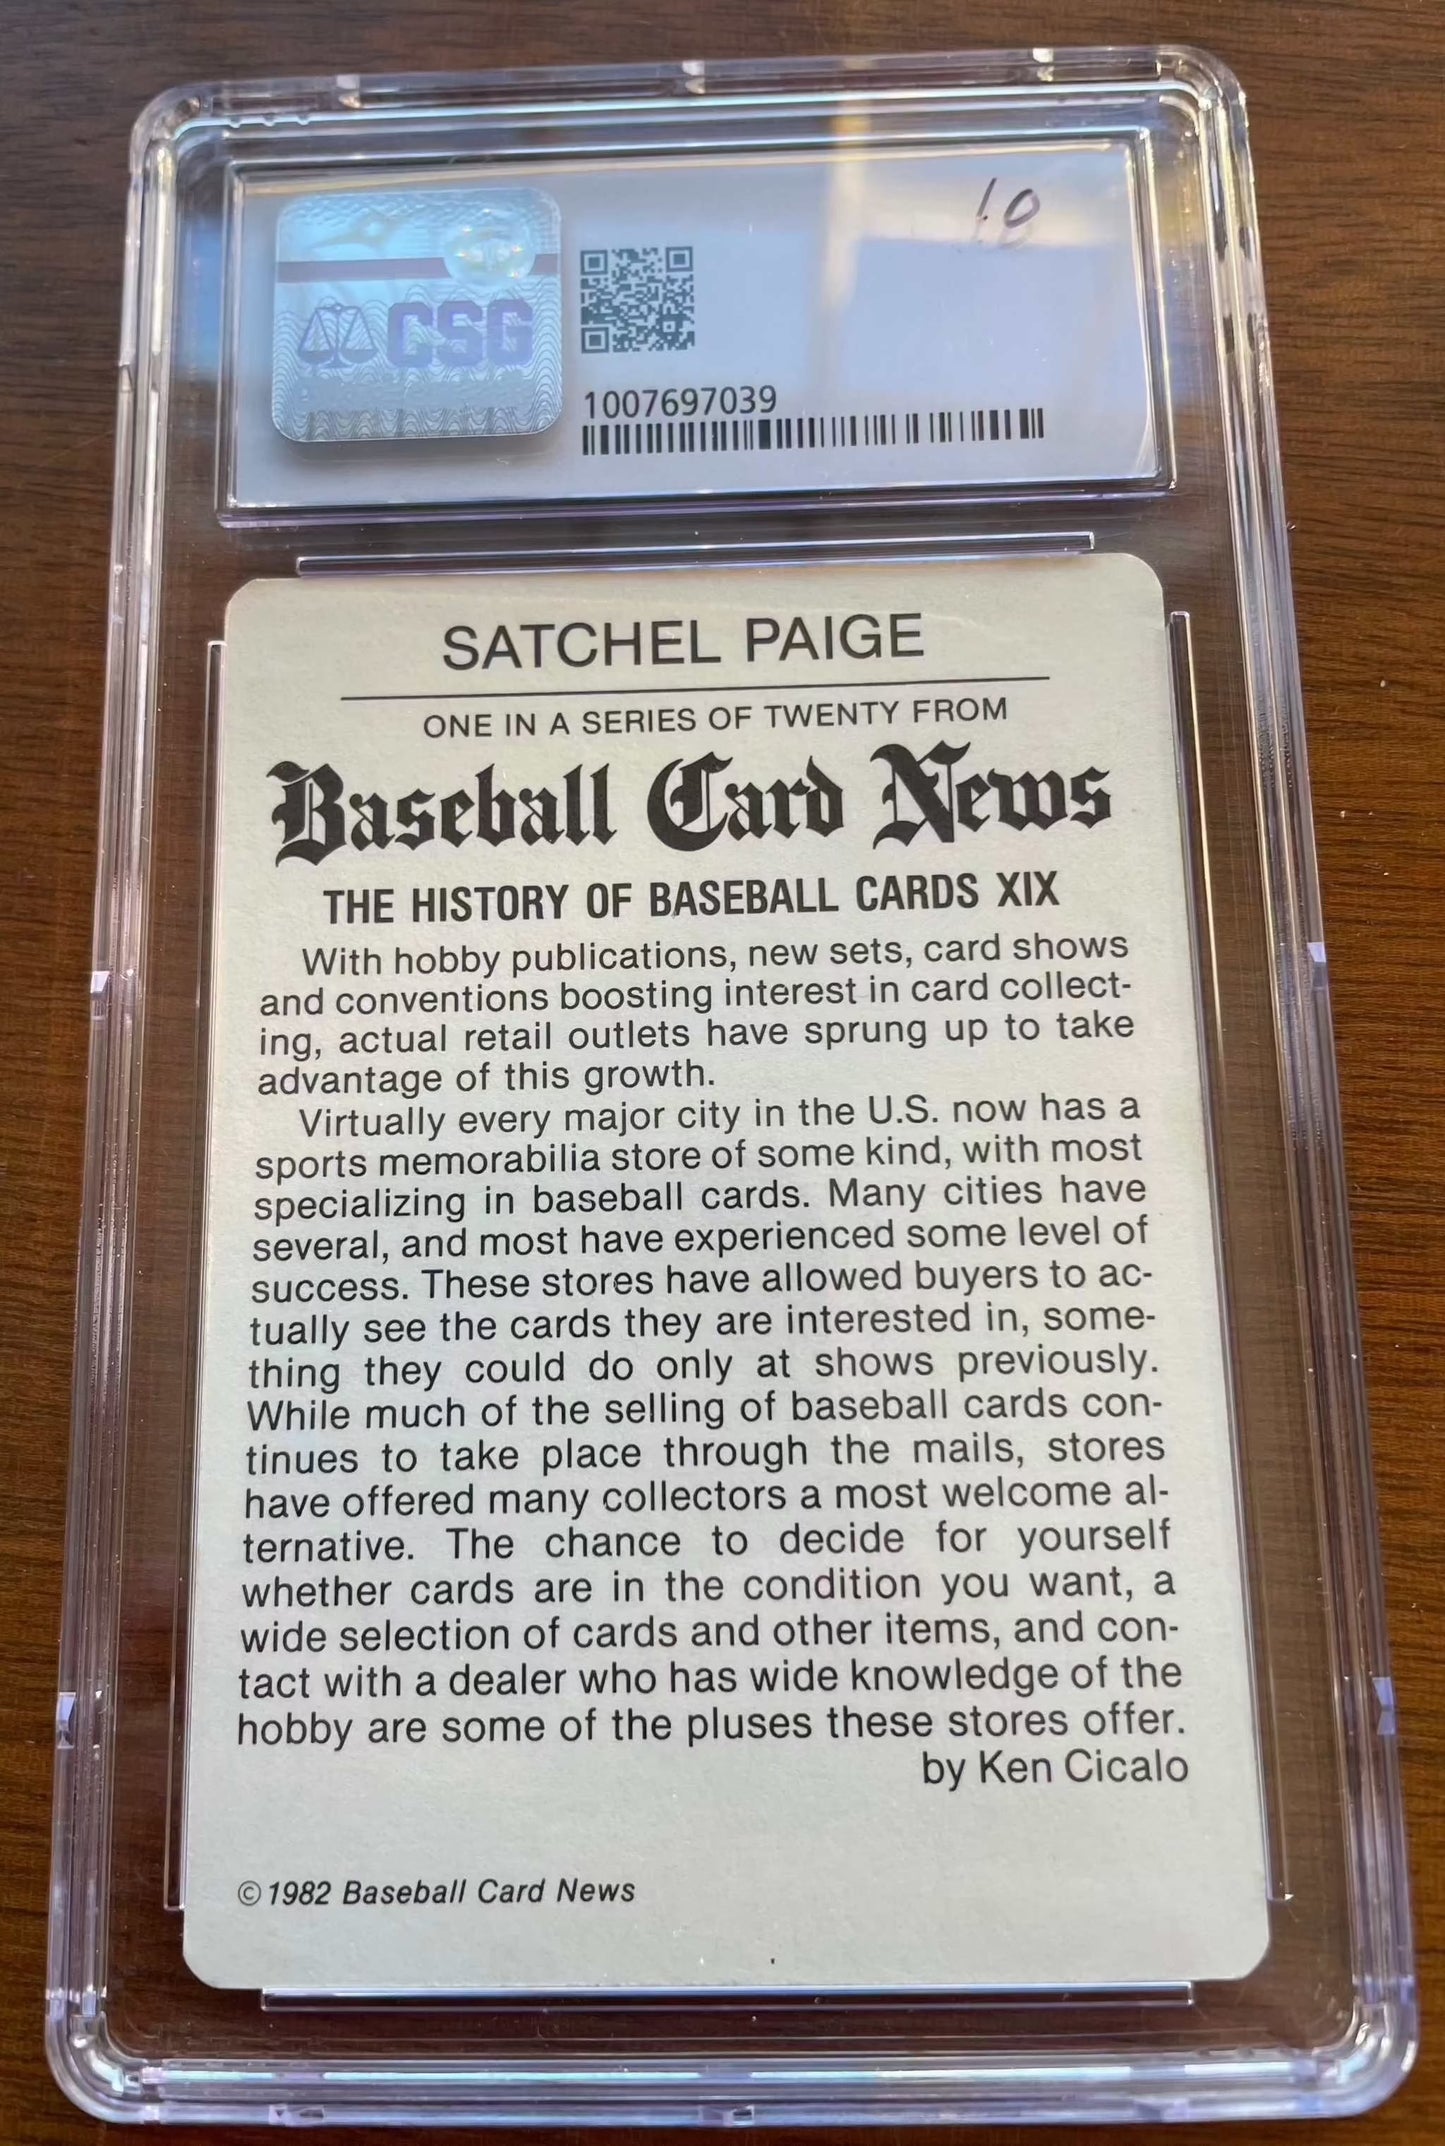 10
CSG
1007697039
SATCHEL PAIGE
ONE IN A SERIES OF TWENTY FROM
Baseball Card News
THE HISTORY OF BASEBALL CARDS XIX
With hobby publications, new sets, card shows
and conventions boosting interest in card collect-
ing, actual retail outlets have sprung up to take
advantage of this growth.
Virtually every major city in the U.S. now has a
sports memorabilia store of some kind, with most
specializing in baseball cards. Many cities have
several, and most have experienced some level of
success. These stores have allowed buyers to ac-
tually see the cards they are interested in, some-
thing they could do only at shows previously.
While much of the selling of baseball cards con-
tinues to take place through the mails, stores
have offered many collectors a most welcome al-
ternative. The chance to decide for yourself
whether cards are in the condition you want, a
wide selection of cards and other items, and con-
tact with a dealer who has wide knowledge of the
hobby are some of the pluses these stores offer.
by Ken Cicalo
© 1982 Baseball Card News